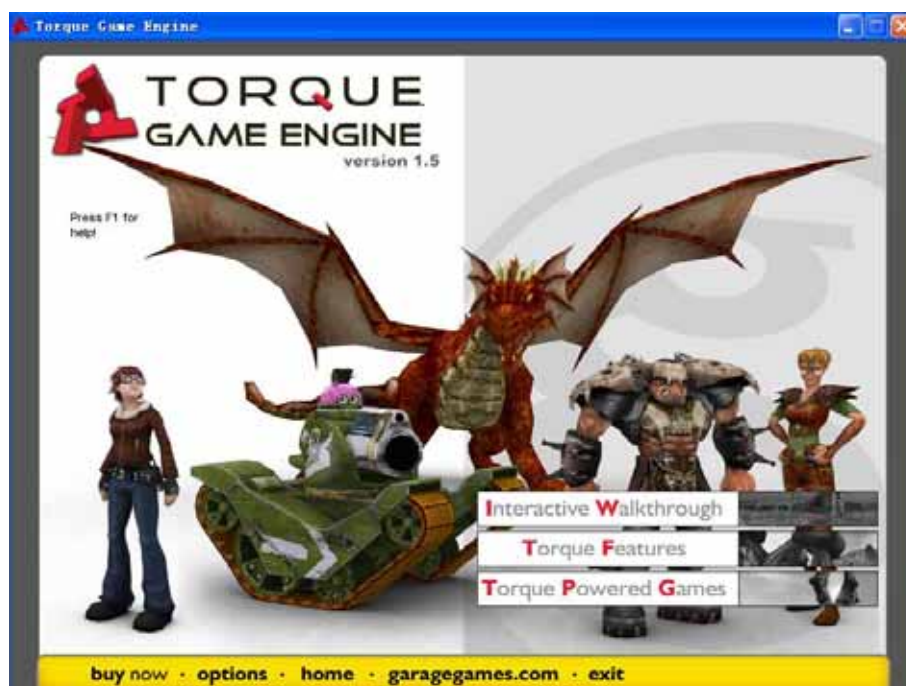 Torque Game Engine
TORQUE
GAME ENGINE
version 1.5
Press F1 for
help!
Interactive Walkthrough
Torque Features
Torque Powered Games
buy now · options · home · garagegames.com · exit